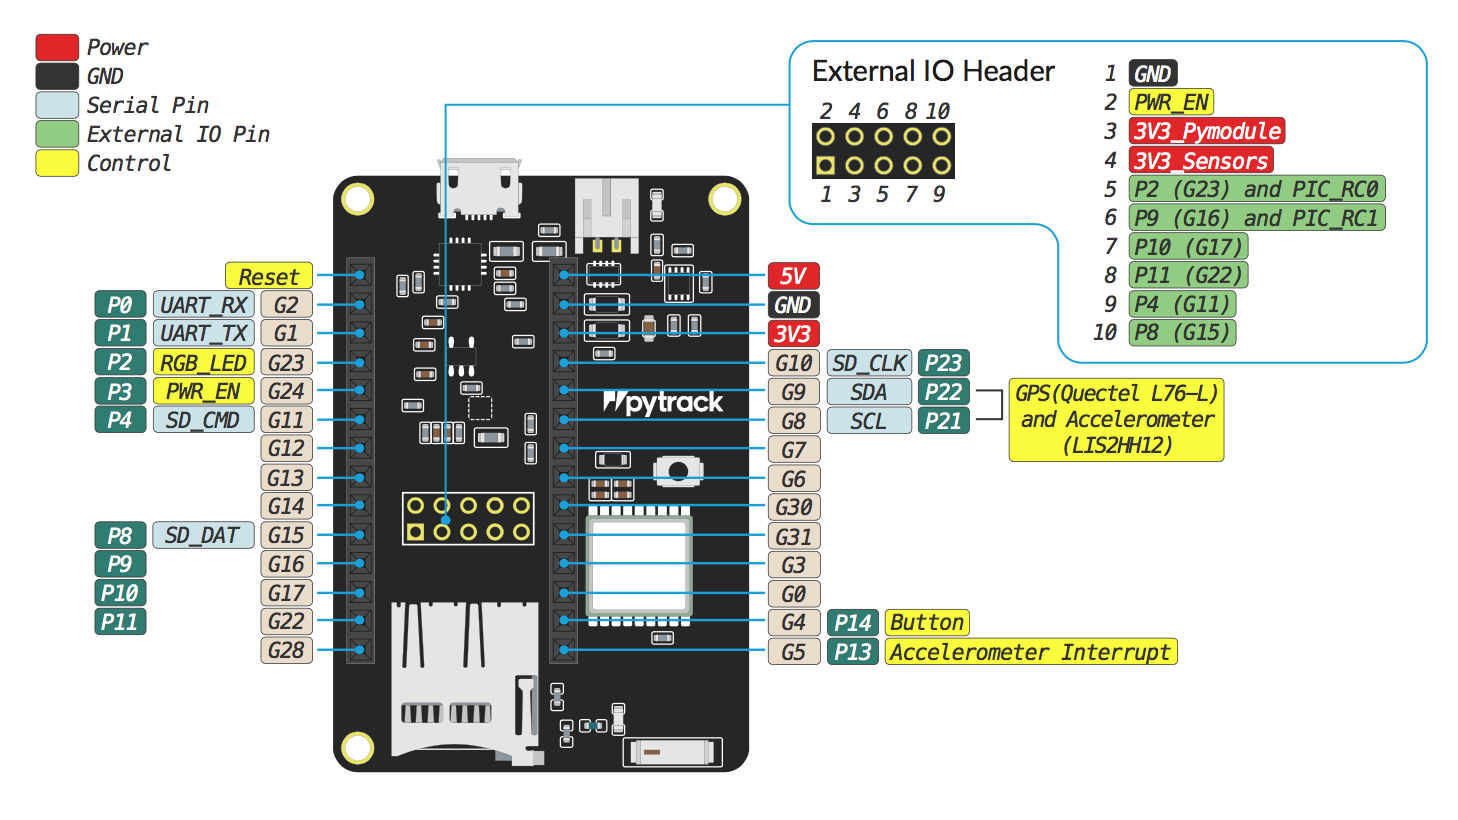 Power
GND
Serial Pin
External IO Pin
Control
External IO Header
2 4 6 8 10
1 3 5 7 9
1 GND
2 PWR_EN
3 3V3_Pymodule
4 3V3_Sensors
5 P2 (G23) and PIC_RC0
6 P9 (G16) and PIC_RC1
7 P10 (G17)
8 P11 (G22)
9 P4 (G11)
10 P8 (G15)
Reset
P0 UART_RX G2
P1 UART_TX G1
P2 RGB_LED G23
P3 PWR_EN G24
P4 SD_CMD G11
G12
G13
G14
P8 SD_DAT G15
P9 G16
P10 G17
P11 G22
G28
pytrack
5V
GND
3V3
G10 SD_CLK P23
G9 SDA P22
G8 SCL P21
G7
G6
G30
G31
G3
G0
G4 P14 Button
G5 P13 Accelerometer Interrupt
GPS(Quectel L76-L)
and Accelerometer
(LIS2HH12)